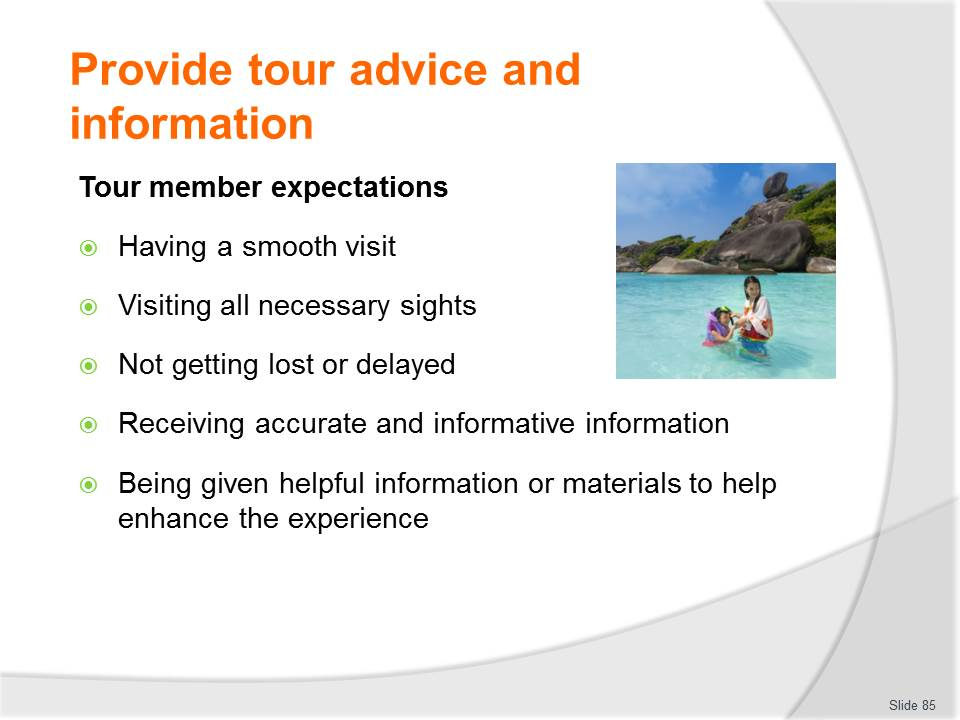 Provide tour advice and
information
Tour member expectations
Having a smooth visit
Visiting all necessary sights
Not getting lost or delayed
Receiving accurate and informative information
Being given helpful information or materials to help
enhance the experience
Slide 85